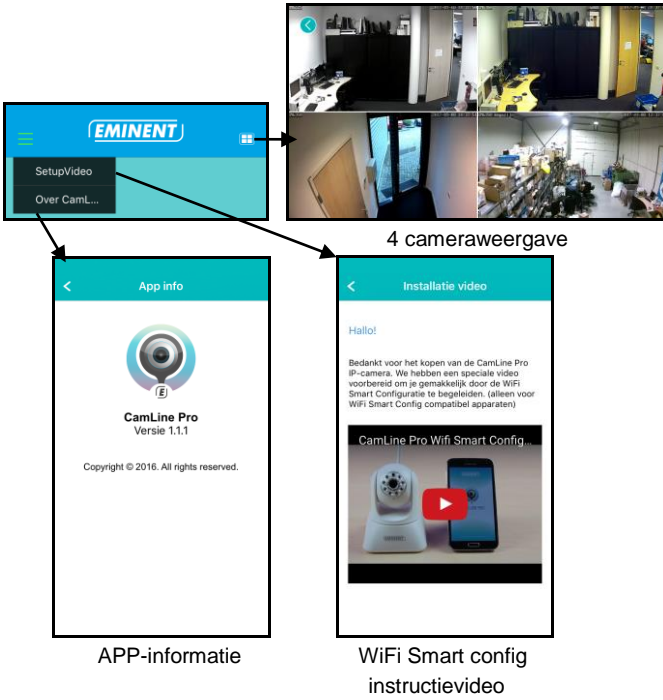 EMINENT
SetupVideo
Over CamL...
4 cameraweergave
App info
CamLine Pro
Versie 1.1.1
Copyright © 2016. All rights reserved.
APP-informatie
Installatie video
Hallo!
Bedankt voor het kopen van de CamLine Pro
IP-camera. We hebben een speciale video
voorbereid om je gemakkelijk door de WiFi
Smart Configuratie te begeleiden. (alleen voor
WiFi Smart Config compatibel apparaten)
CamLine Pro Wifi Smart Config...
EMINENT
WiFi Smart config
instructievideo